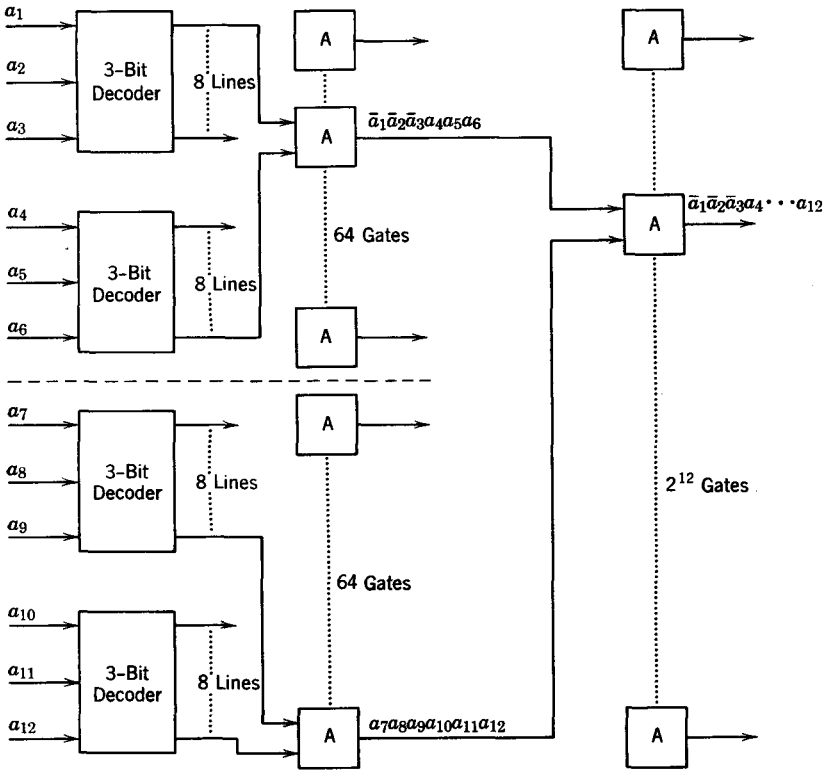 a₁
a₂
a₃
3-Bit
Decoder
8 Lines
A
A
ā₁ā₂ā₃a₄a₅a₆
a₄
a₅
a₆
3-Bit
Decoder
8 Lines
64 Gates
A
a₇
a₈
a₉
3-Bit
Decoder
8 Lines
A
64 Gates
a₁₀
a₁₁
a₁₂
3-Bit
Decoder
8 Lines
A
a₇a₈a₉a₁₀a₁₁a₁₂
A
A
ā₁ā₂ā₃a₄···a₁₂
2¹² Gates
A